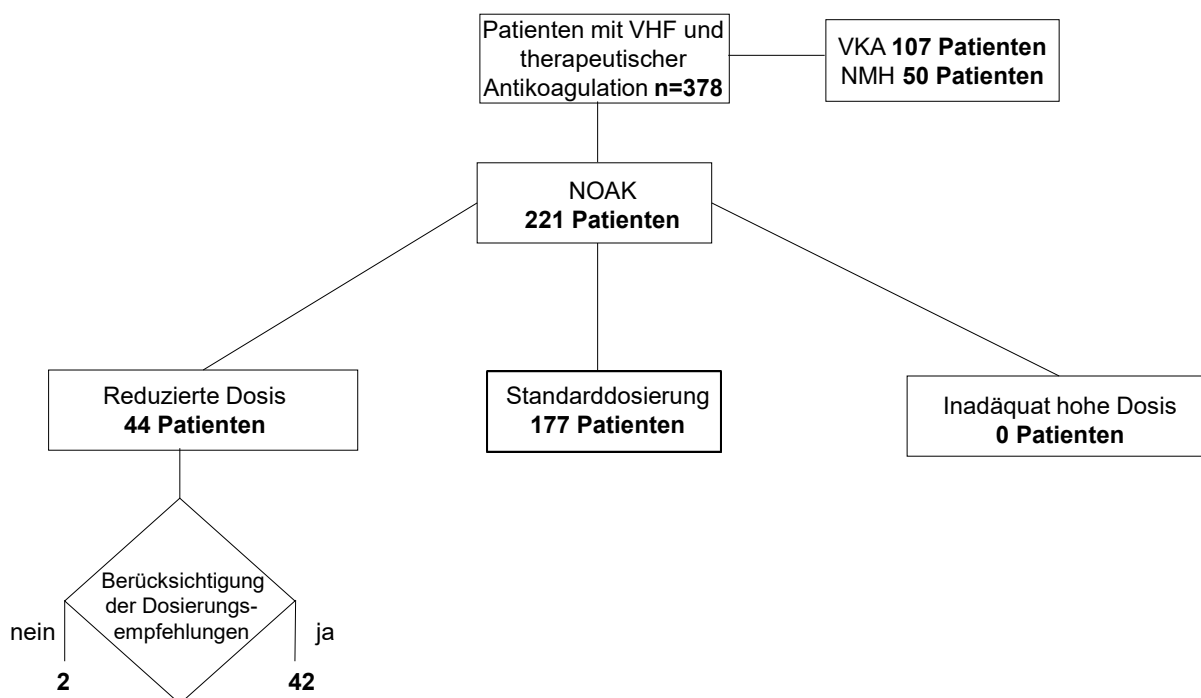 Patienten mit VHF und
therapeutischer
Antikoagulation n=378
VKA 107 Patienten
NMH 50 Patienten
NOAK
221 Patienten
Reduzierte Dosis
44 Patienten
Standarddosierung
177 Patienten
Inadäquat hohe Dosis
0 Patienten
Berücksichtigung
der Dosierungs-
empfehlungen
nein
ja
2
42